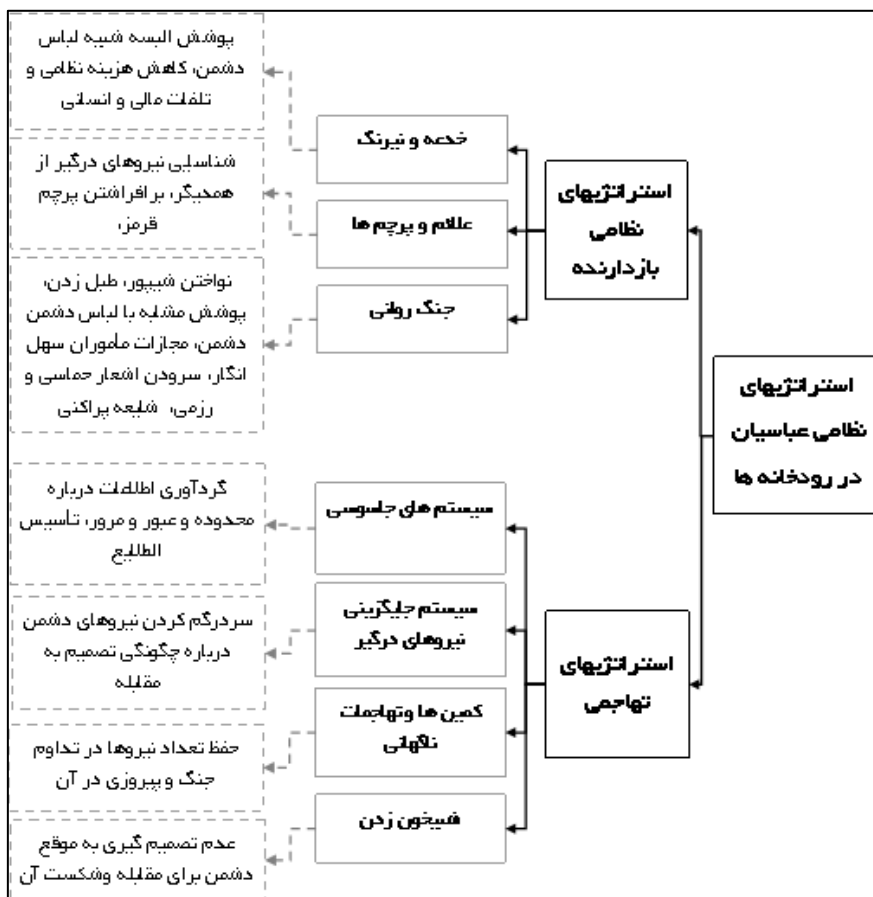 استراتژیهای
نظامی عباسیان
در رودخانه ها
استراتژیهای
نظامی
بازدارنده
خدعه و نیرنگ
پوشش البسه شبیه لباس
دشمن، کاهش هزینه نظامی و
تلفات مالی و انسانی
علائم و پرچم ها
شناسایی نیروهای درگیر از
همدیگر، برافراشتن پرچم
قرمز،
جنگ روانی
نواختن شیپور، طبل زدن،
پوشش مشابه با لباس دشمن
دشمن، مجازات مأموران سهل
انگار، سرودن اشعار حماسی و
رزمی، شایعه پراکنی
استراتژیهای
تهاجمی
سیستم های جاسوسی
گردآوری اطلاعات درباره
محدوده و عبور و مرور، تأسیس
الطلایع
سیستم جایگزینی
نیروهای درگیر
سردرگم کردن نیروهای دشمن
درباره چگونگی تصمیم به
مقابله
کمین ها وتهاجمات
ناگهانی
حفظ تعداد نیروها در تداوم
جنگ و پیروزی در آن
شبیخون زدن
عدم تصمیم گیری به موقع
دشمن برای مقابله وشکست آن